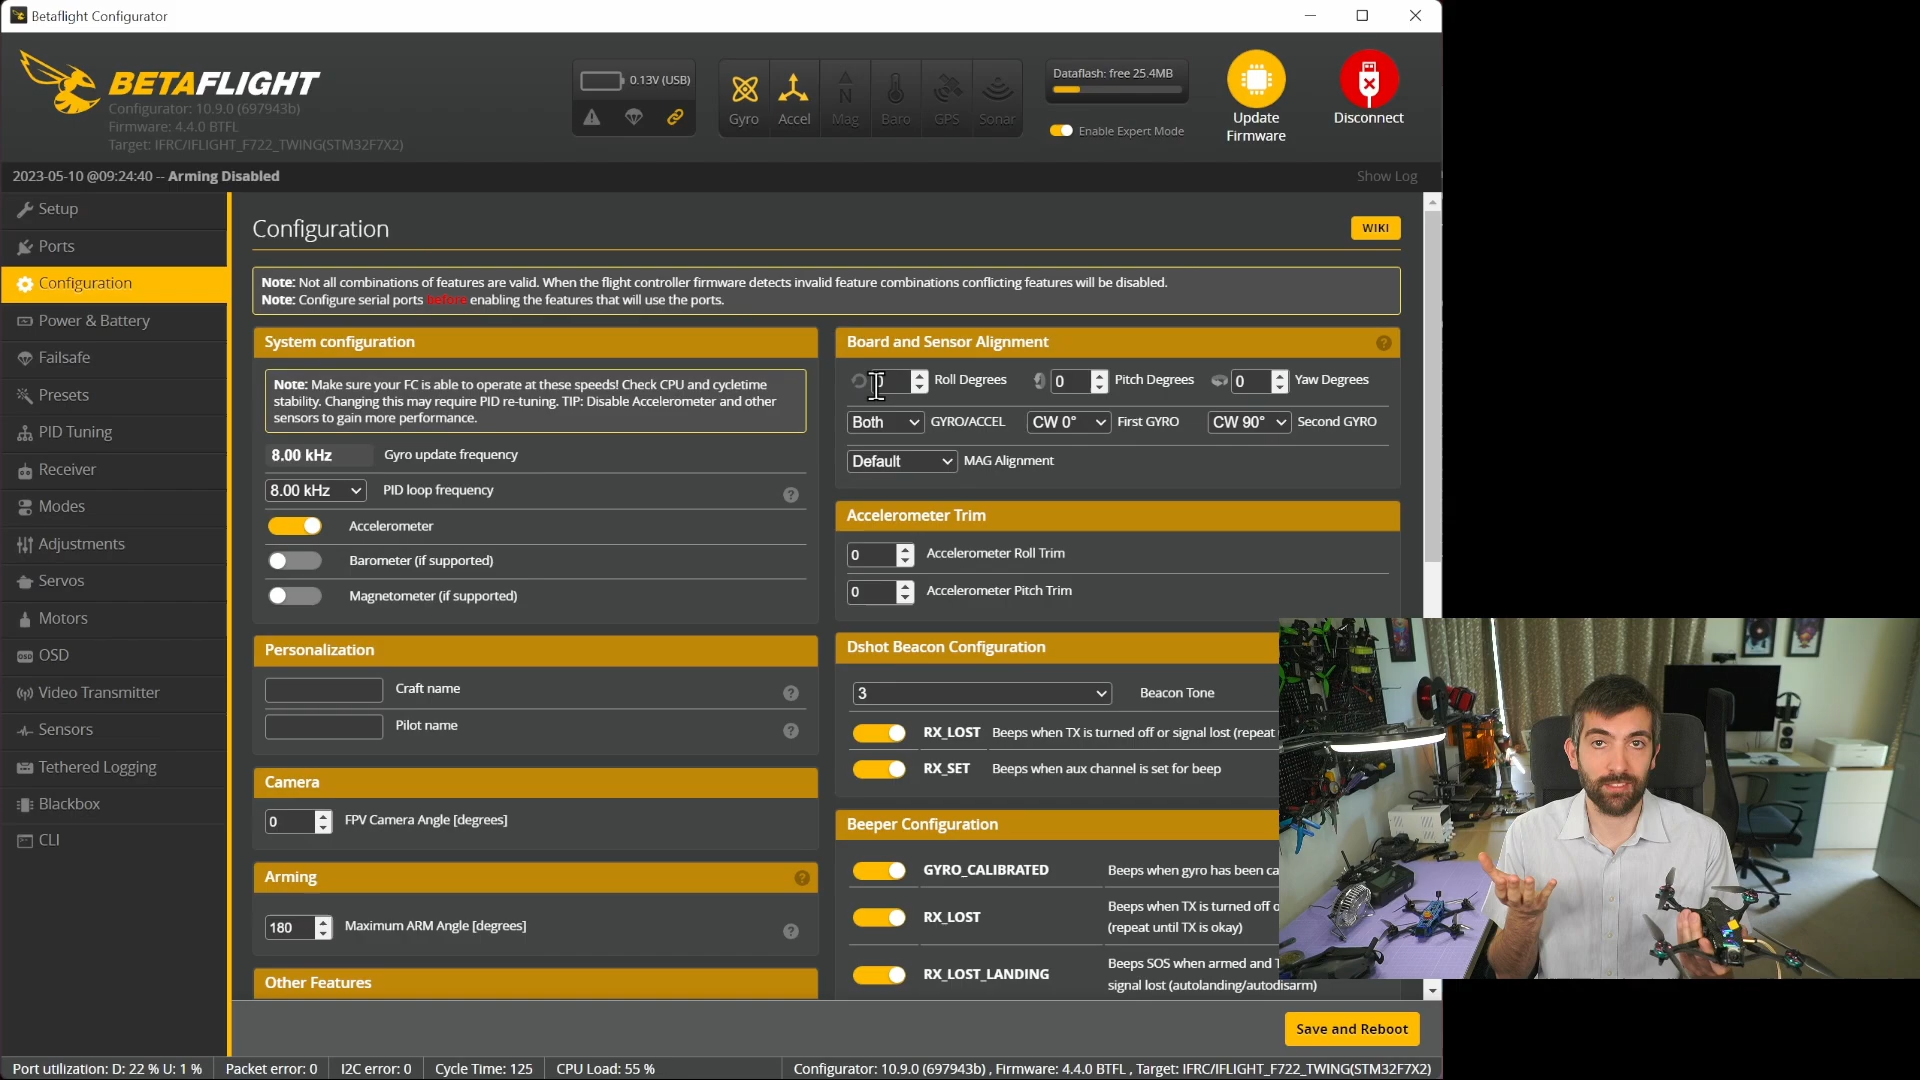 Betaflight Configurator
BETAFLIGHT
Configurator: 10.9.0 (697943b)
Firmware: 4.4.0 BTFL
Target: IFRC/IFLIGHT_F722_TWING(STM32F7X2)
0.13V (USB)
Gyro
Accel
Mag
Baro
GPS
Sonar
Dataflash: free 25.4MB
Enable Expert Mode
Update
Firmware
Disconnect
2023-05-10 @09:24:40 -- Arming Disabled
Show Log
Setup
Ports
Configuration
Power & Battery
Failsafe
Presets
PID Tuning
Receiver
Modes
Adjustments
Servos
Motors
OSD
Video Transmitter
Sensors
Tethered Logging
Blackbox
CLI
Configuration
WIKI
Note: Not all combinations of features are valid. When the flight controller firmware detects invalid feature combinations conflicting features will be disabled.
Note: Configure serial ports before enabling the features that will use the ports.
System configuration
Note: Make sure your FC is able to operate at these speeds! Check CPU and cycletime
stability. Changing this may require PID re-tuning. TIP: Disable Accelerometer and other
sensors to gain more performance.
8.00 kHz Gyro update frequency
8.00 kHz PID loop frequency
Accelerometer
Barometer (if supported)
Magnetometer (if supported)
Personalization
Craft name
Pilot name
Camera
0 FPV Camera Angle [degrees]
Arming
180 Maximum ARM Angle [degrees]
Other Features
Board and Sensor Alignment
Roll Degrees 0 Pitch Degrees 0 Yaw Degrees
Both GYRO/ACCEL CW 0° First GYRO CW 90° Second GYRO
Default MAG Alignment
Accelerometer Trim
0 Accelerometer Roll Trim
0 Accelerometer Pitch Trim
Dshot Beacon Configuration
3 Beacon Tone
RX_LOST Beeps when TX is turned off or signal lost (repeat
RX_SET Beeps when aux channel is set for beep
Beeper Configuration
GYRO_CALIBRATED Beeps when gyro has been ca
RX_LOST Beeps when TX is turned off o
(repeat until TX is okay)
RX_LOST_LANDING Beeps SOS when armed and T
signal lost (autolanding/autodisarm)
Save and Reboot
Port utilization: D: 22 % U: 1 %
Packet error: 0
I2C error: 0
Cycle Time: 125
CPU Load: 55 %
Configurator: 10.9.0 (697943b) , Firmware: 4.4.0 BTFL , Target: IFRC/IFLIGHT_F722_TWING(STM32F7X2)